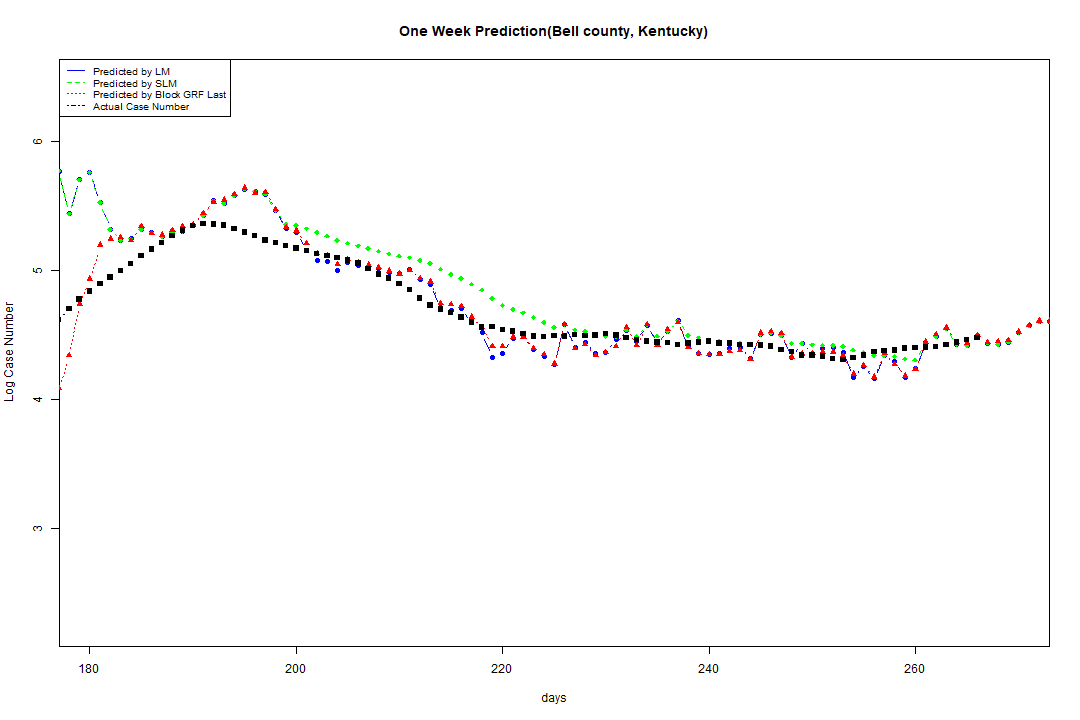 One Week Prediction(Bell county, Kentucky)
Predicted by LM
Predicted by SLM
Predicted by Block GRF Last
Actual Case Number
6
5
4
3
Log Case Number
180 200 220 240 260
days